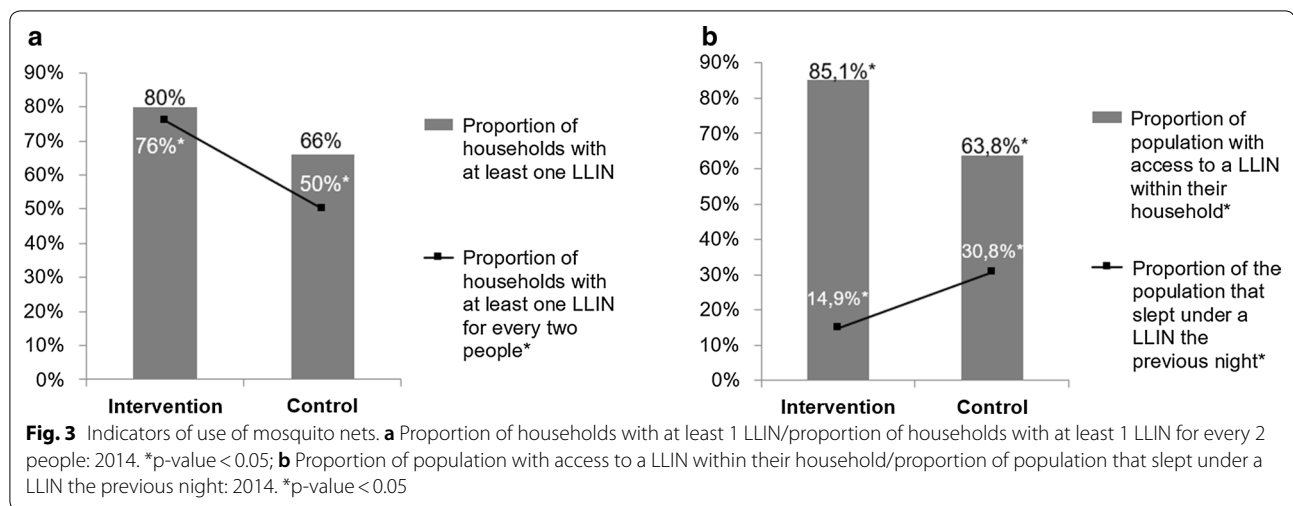 a
90%
80%
70%
60%
50%
40%
30%
20%
10%
0%
80%
76%*
66%
50%*
Intervention
Control
Proportion of
households with
at least one LLIN
Proportion of
households with
at least one LLIN
for every two
people*
b
90%
80%
70%
60%
50%
40%
30%
20%
10%
0%
85,1%*
14,9%*
63,8%*
30,8%*
Intervention
Control
Proportion of
population with
access to a LLIN
within their
household*
Proportion of the
population that
slept under a
LLIN the
previous night*
Fig. 3 Indicators of use of mosquito nets. a Proportion of households with at least 1 LLIN/proportion of households with at least 1 LLIN for every 2
people: 2014. *p-value < 0.05; b Proportion of population with access to a LLIN within their household/proportion of population that slept under a
LLIN the previous night: 2014. *p-value < 0.05